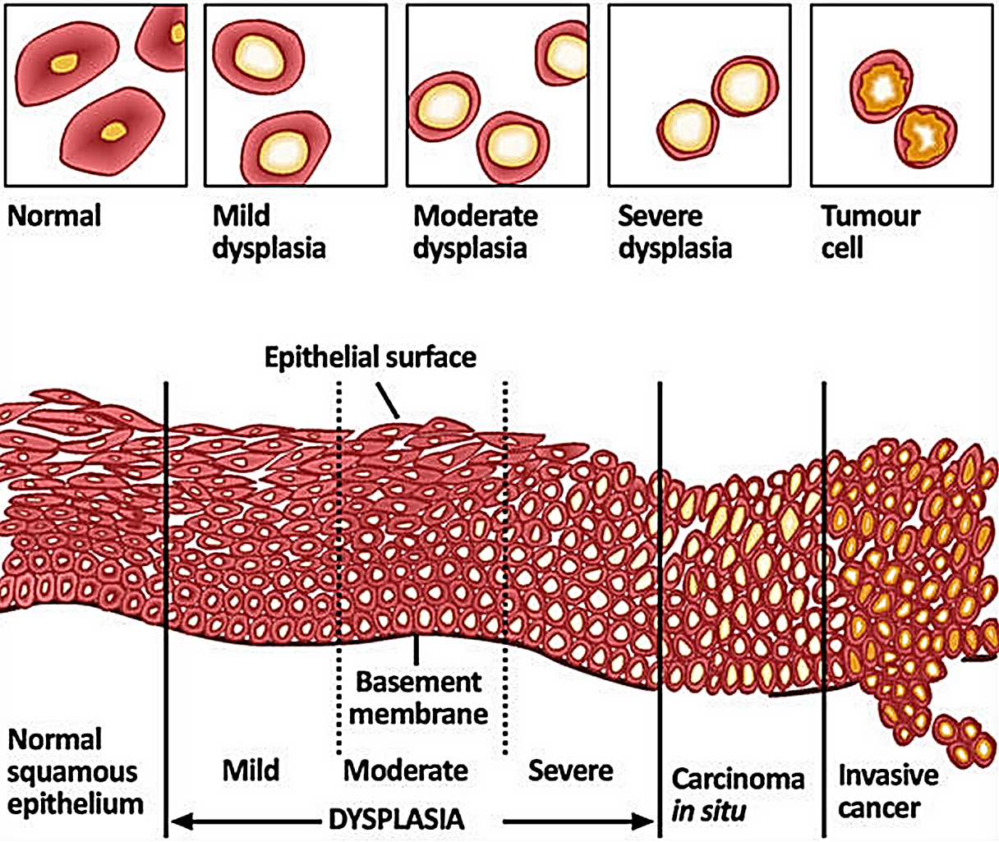 Normal
Mild
dysplasia
Moderate
dysplasia
Severe
dysplasia
Tumour
cell
Epithelial surface
Basement
membrane
Normal
squamous
epithelium
Mild
Moderate
Severe
DYSPLASIA
Carcinoma
in situ
Invasive
cancer